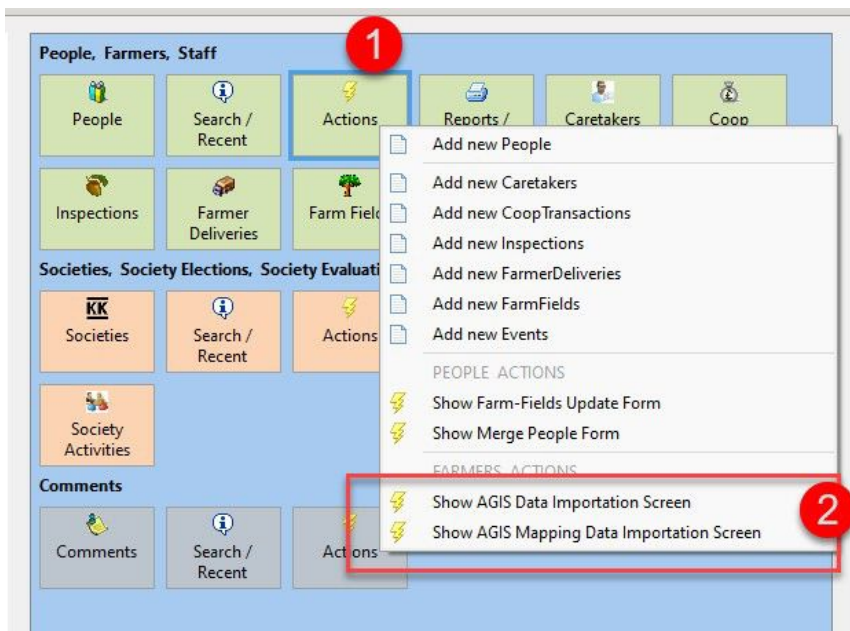 People, Farmers, Staff
1
People
Search /
Recent
Actions
Reports /
Caretakers
Coop
Inspections
Farmer
Deliveries
Farm Field
Add new People
Add new Caretakers
Add new CoopTransactions
Add new Inspections
Add new FarmerDeliveries
Add new FarmFields
Add new Events
PEOPLE ACTIONS
Show Farm-Fields Update Form
Show Merge People Form
FARMERS ACTIONS
Show AGIS Data Importation Screen
Show AGIS Mapping Data Importation Screen
2
Societies, Society Elections, Society Evaluati
KK
Societies
Search /
Recent
Actions
Society
Activities
Comments
Comments
Search /
Recent
Actions